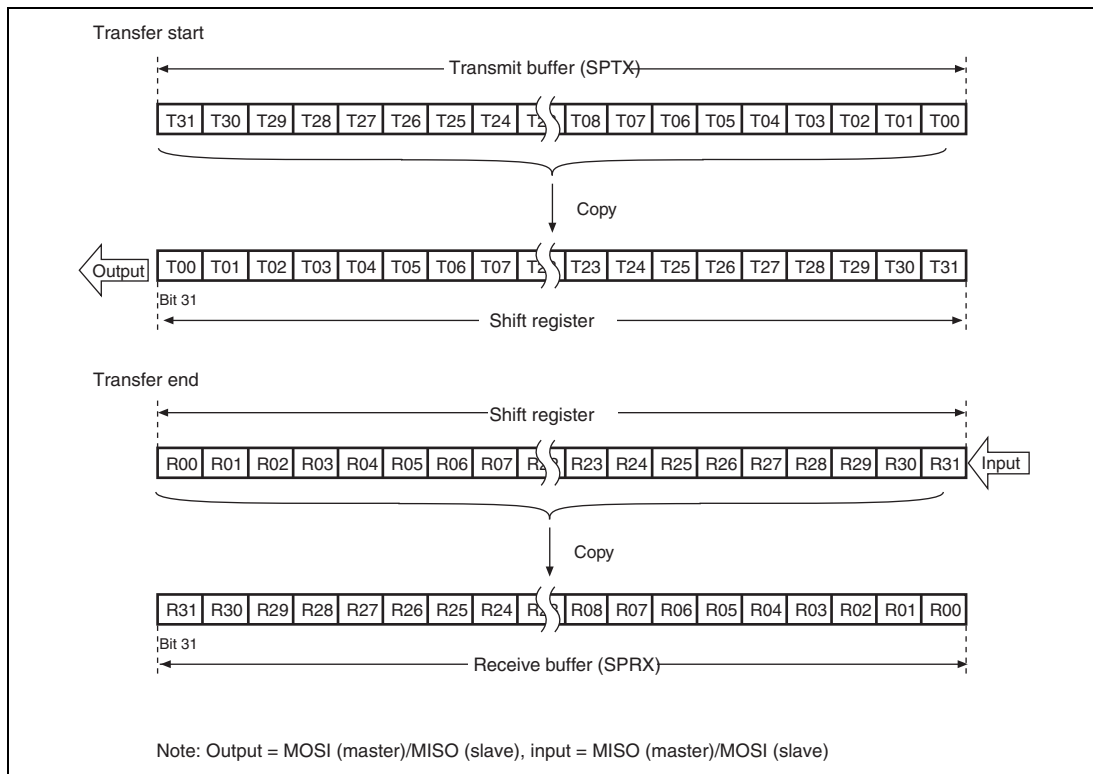 Transfer start
Transmit buffer (SPTX)
T31 T30 T29 T28 T27 T26 T25 T24 T08 T07 T06 T05 T04 T03 T02 T01 T00
Copy
Output T00 T01 T02 T03 T04 T05 T06 T07 T23 T24 T25 T26 T27 T28 T29 T30 T31
Bit 31
Shift register
Transfer end
Shift register
R00 R01 R02 R03 R04 R05 R06 R07 R23 R24 R25 R26 R27 R28 R29 R30 R31 Input
Copy
R31 R30 R29 R28 R27 R26 R25 R24 R08 R07 R06 R05 R04 R03 R02 R01 R00
Bit 31
Receive buffer (SPRX)
Note: Output = MOSI (master)/MISO (slave), input = MISO (master)/MOSI (slave)